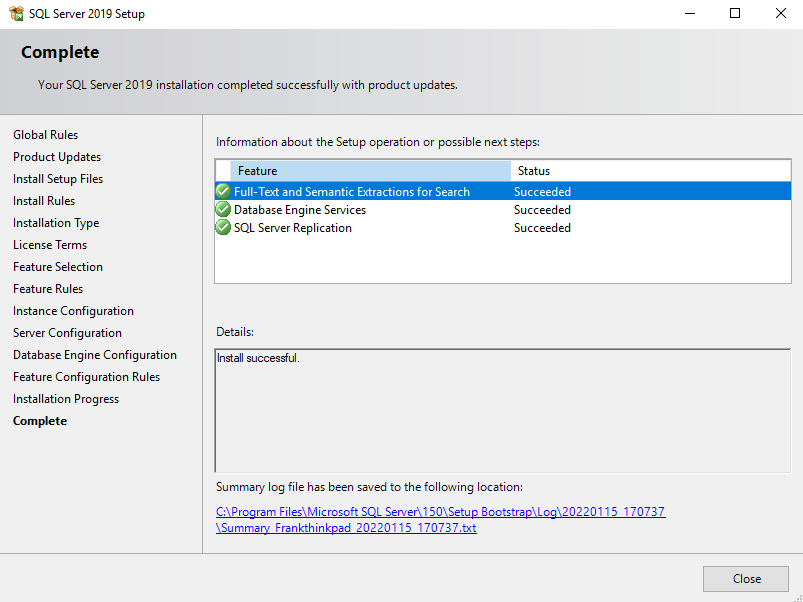 SQL Server 2019 Setup
Complete
Your SQL Server 2019 installation completed successfully with product updates.
Global Rules
Product Updates
Install Setup Files
Install Rules
Installation Type
License Terms
Feature Selection
Feature Rules
Instance Configuration
Server Configuration
Database Engine Configuration
Feature Configuration Rules
Installation Progress
Complete
Information about the Setup operation or possible next steps:
Feature Status
Full-Text and Semantic Extractions for Search Succeeded
Database Engine Services Succeeded
SQL Server Replication Succeeded
Details:
Install successful.
Summary log file has been saved to the following location:
C:\Program Files\Microsoft SQL Server\150\Setup Bootstrap\Log\20220115_170737
\Summary_Frankthinkpad_20220115_170737.txt
Close